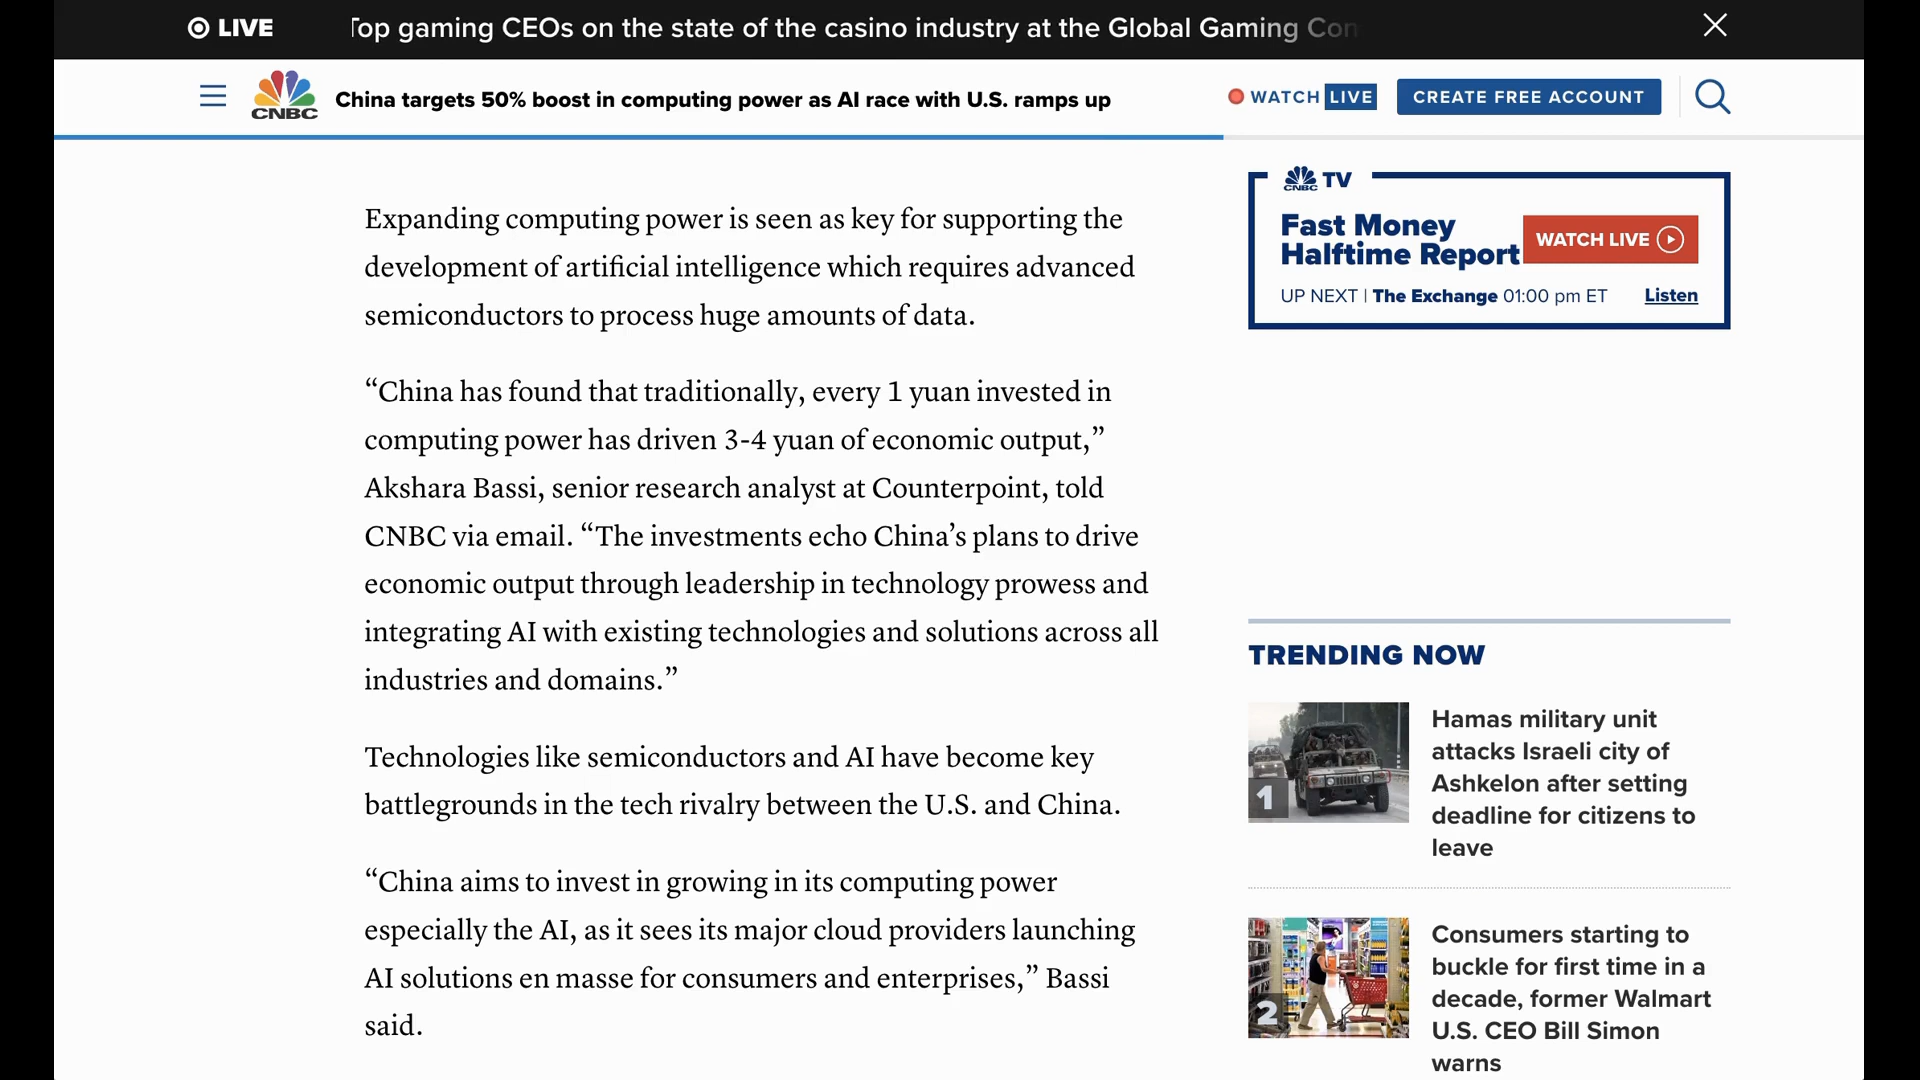 LIVE
Top gaming CEOs on the state of the casino industry at the Global Gaming Con
CNBC
China targets 50% boost in computing power as AI race with U.S. ramps up
WATCH LIVE
CREATE FREE ACCOUNT
Expanding computing power is seen as key for supporting the
development of artificial intelligence which requires advanced
semiconductors to process huge amounts of data.
“China has found that traditionally, every 1 yuan invested in
computing power has driven 3-4 yuan of economic output,”
Akshara Bassi, senior research analyst at Counterpoint, told
CNBC via email. “The investments echo China’s plans to drive
economic output through leadership in technology prowess and
integrating AI with existing technologies and solutions across all
industries and domains.”
Technologies like semiconductors and AI have become key
battlegrounds in the tech rivalry between the U.S. and China.
“China aims to invest in growing in its computing power
especially the AI, as it sees its major cloud providers launching
AI solutions en masse for consumers and enterprises,” Bassi
said.
CNBC TV
Fast Money
Halftime Report
WATCH LIVE
UP NEXT | The Exchange 01:00 pm ET
Listen
TRENDING NOW
1
Hamas military unit
attacks Israeli city of
Ashkelon after setting
deadline for citizens to
leave
2
Consumers starting to
buckle for first time in a
decade, former Walmart
U.S. CEO Bill Simon
warns